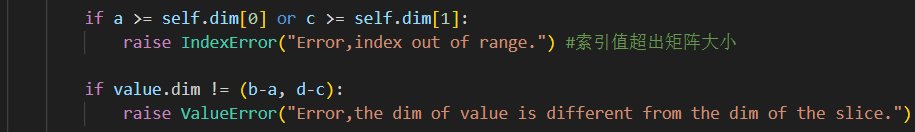 if a >= self.dim[0] or c >= self.dim[1]:
raise IndexError("Error,index out of range.") #索引值超出矩阵大小
if value.dim != (b-a, d-c):
raise ValueError("Error,the dim of value is different from the dim of the slice.")